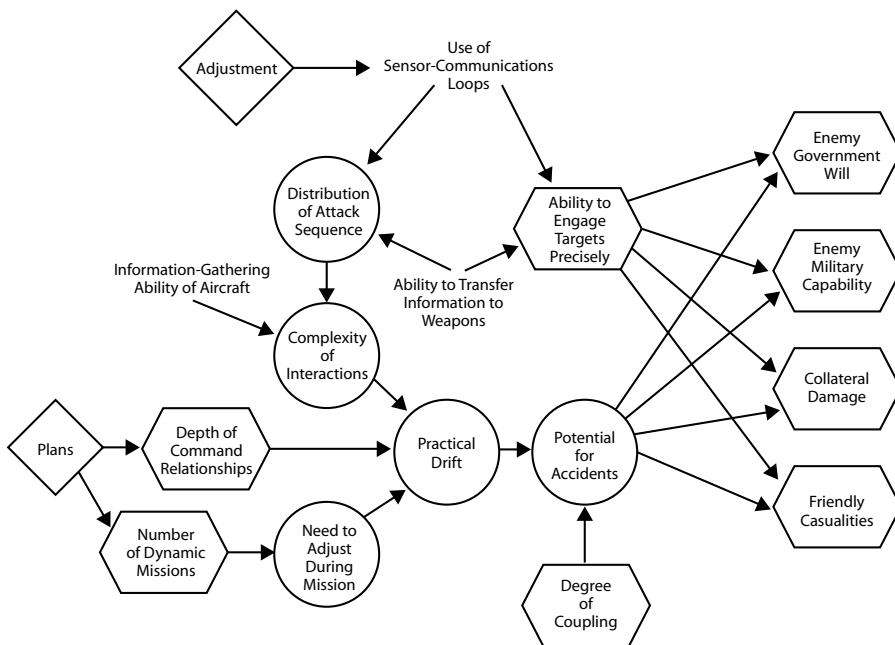 Adjustment
Use of
Sensor-Communications
Loops
Enemy
Government
Will
Distribution
of Attack
Sequence
Ability to
Engage
Targets
Precisely
Enemy
Military
Capability
Information-Gathering
Ability of Aircraft
Ability to Transfer
Information to
Weapons
Complexity
of
Interactions
Collateral
Damage
Plans
Depth of
Command
Relationships
Practical
Drift
Potential
for
Accidents
Friendly
Casualties
Number
of Dynamic
Missions
Need to
Adjust
During
Mission
Degree
of
Coupling